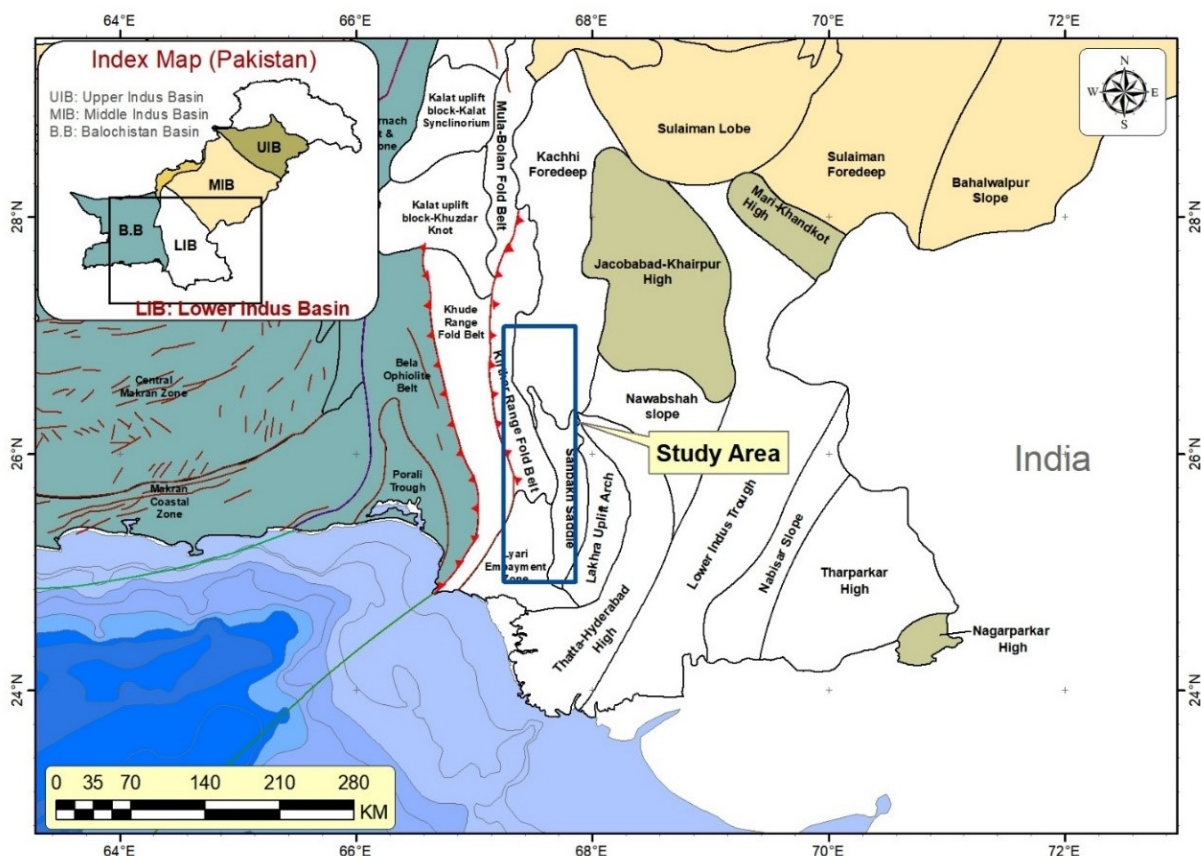 64°E
66°E
68°E
70°E
72°E
Index Map (Pakistan)
UIB: Upper Indus Basin
MIB: Middle Indus Basin
B.B: Balochistan Basin
UIB
MIB
B.B
LIB
LIB: Lower Indus Basin
N
W
E
S
28°N
26°N
24°N
28°N
26°N
24°N
Kalat uplift
block-Kalat
Synclinorium
Mula-Bolan Fold Belt
Kachhi
Foredeep
Sulaiman Lobe
Sulaiman
Foredeep
Bahalwalpur
Slope
Mari-Khandkot
High
Kalat uplift
block-Khuzdar
Knot
Jacobabad-Khairpur
High
Khude
Range
Fold Belt
Kirther Range Fold Belt
Bela
Ophiolite
Belt
Central
Makran Zone
Nawabshah
slope
Study Area
India
Makran
Coastal
Zone
Porali
Trough
Lakhra Uplift Arch
Lower Indus Trough
Nabisar Slope
Lyari
Empayment
Zone
Thatta-Hyderabad
High
Tharparkar
High
Nagarparkar
High
0 35 70 140 210 280
KM
64°E
66°E
68°E
70°E
72°E